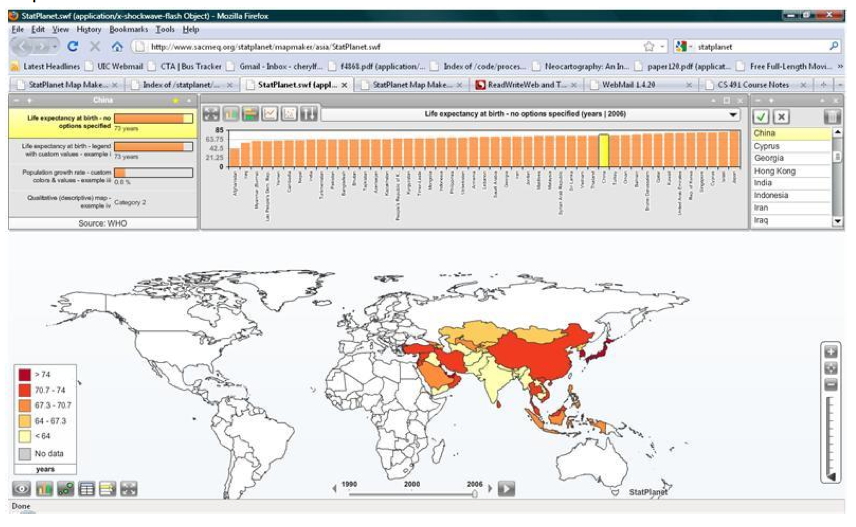 StatPlanet.swf (application/x-shockwave-flash Object) - Mozilla Firefox
File Edit View History Bookmarks Tools Help
http://www.sacmeq.org/statplanet/mapmaker/asia/StatPlanet.swf
statplanet
Latest Headlines UIC Webmail CTA | Bus Tracker Gmail - Inbox - cherylf... f4868.pdf (application/... Index of /code/proces... Neocartography: An In... paper120.pdf (applicat... Free Full-Length Movi...
StatPlanet Map Make... Index of /statplanet/... StatPlanet.swf (appl... StatPlanet Map Make... ReadWriteWeb and T... WebMail 1.4.20 CS 491 Course Notes
China
Life expectancy at birth - no options specified 73 years
Life expectancy at birth - legend with custom values - example i 73 years
Population growth rate - custom colors & values - example iii 0.6 %
Qualitative (descriptive) map - example iv Category 2
Source: WHO
Life expectancy at birth - no options specified (years | 2006)
85
63.75
42.5
21.25
0
Afghanistan
Iraq
Myanmar (Burma)
Yemen
Cambodia
Nepal
India
Turkmenistan
Pakistan
Bangladesh
Bhutan
Tajikistan
Azerbaijan
Kazakhstan
People's Republic of K...
Kyrgyzstan
Timor-Leste
Mongolia
Indonesia
Philippines
Uzbekistan
Armenia
Lebanon
Saudi Arabia
Georgia
Iran
Jordan
Maldives
Malaysia
Syrian Arab Republic
Sri Lanka
Vietnam
Thailand
China
Turkey
Oman
Bahrain
Brunei Darussalam
Qatar
Kuwait
United Arab Emirates
Rep. of Korea
Singapore
Cyprus
Israel
Japan
China
Cyprus
Georgia
Hong Kong
India
Indonesia
Iran
Iraq
> 74
70.7 - 74
67.3 - 70.7
64 - 67.3
< 64
No data
years
1990 2000 2006
StatPlanet
Done